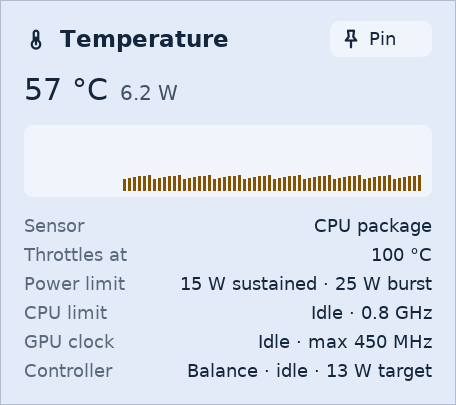 Temperature
Pin
57 °C 6.2 W
Sensor CPU package
Throttles at 100 °C
Power limit 15 W sustained · 25 W burst
CPU limit Idle · 0.8 GHz
GPU clock Idle · max 450 MHz
Controller Balance · idle · 13 W target